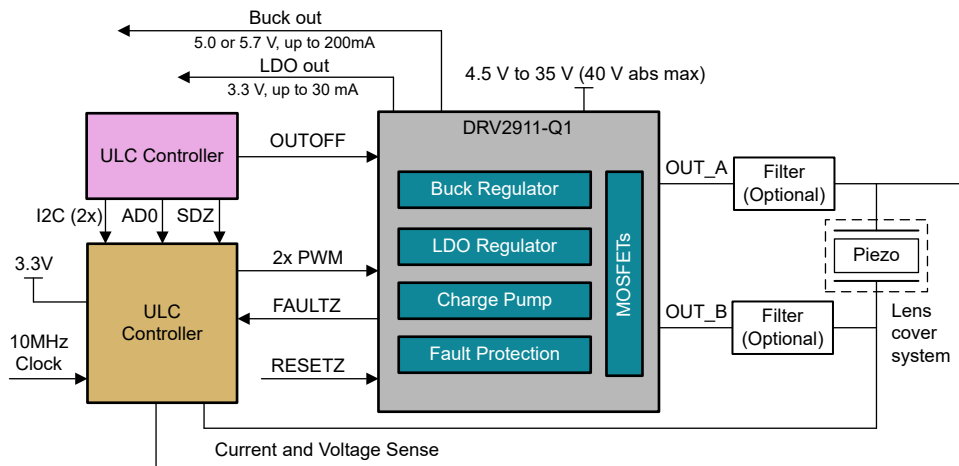 Buck out
5.0 or 5.7 V, up to 200mA
LDO out
3.3 V, up to 30 mA
4.5 V to 35 V (40 V abs max)
DRV2911-Q1
ULC Controller
OUTOFF
OUT_A
Filter
(Optional)
Buck Regulator
I2C (2x)
AD0
SDZ
LDO Regulator
MOSFETs
Piezo
3.3V
2x PWM
ULC
Controller
FAULTZ
Charge Pump
OUT_B
Filter
(Optional)
Lens
cover
system
10MHz
Clock
RESETZ
Fault Protection
Current and Voltage Sense